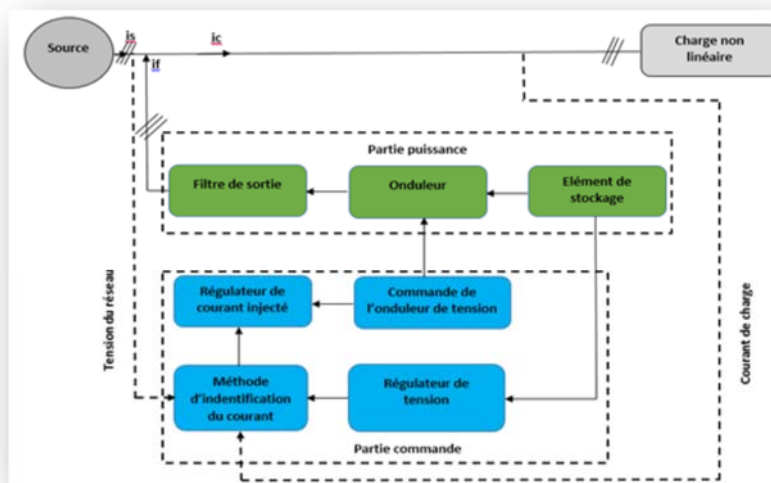 Source
is
ic
if
Charge non
linéaire
Partie puissance
Filtre de sortie
Onduleur
Elément de
stockage
Tension du réseau
Régulateur de
courant injecté
Commande de
l'onduleur de tension
Courant de charge
Méthode
d'indentification
du courant
Régulateur de
tension
Partie commande